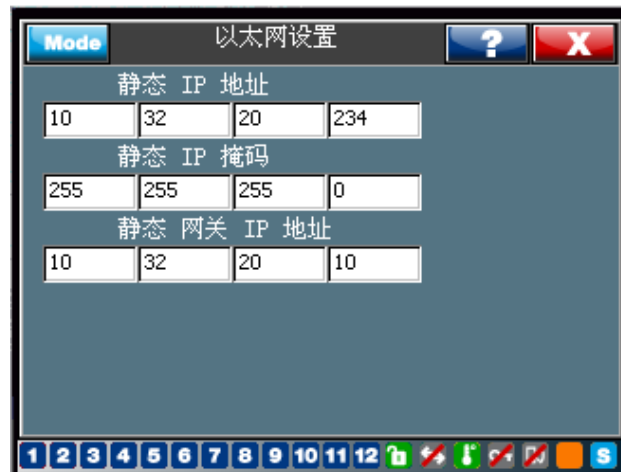 Mode 以太网设置 ? X
静态 IP 地址
10 32 20 234
静态 IP 掩码
255 255 255 0
静态 网关 IP 地址
10 32 20 10
1 2 3 4 5 6 7 8 9 10 11 12 S